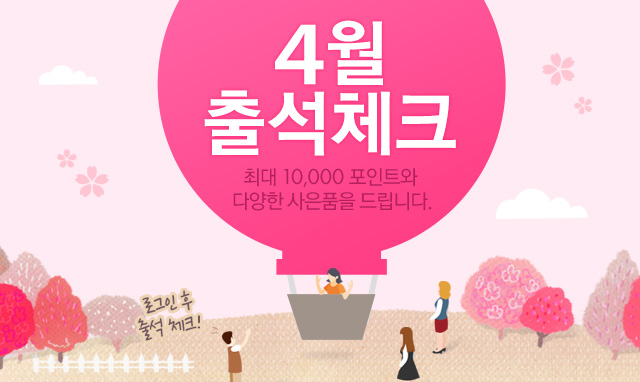 4월
출석체크
최대 10,000 포인트와
다양한 사은품을 드립니다.
로그인 후
출석 체크!